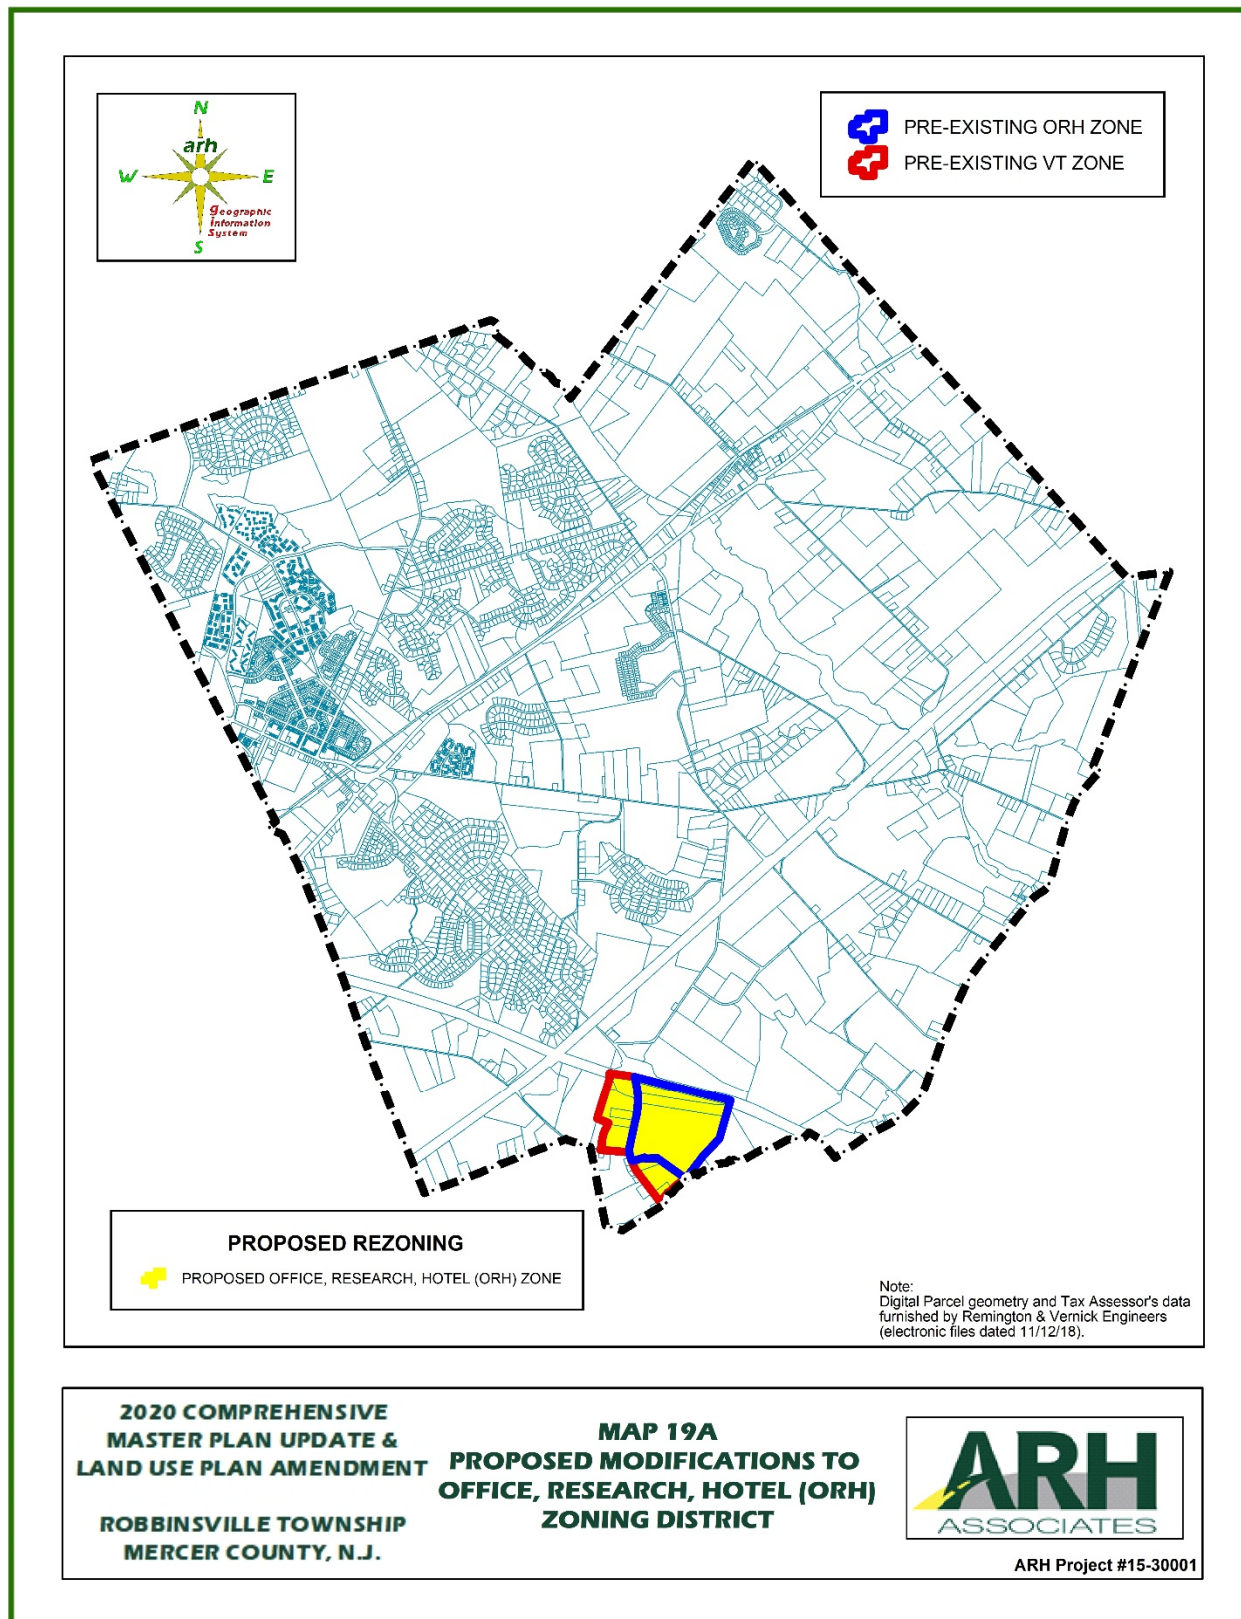 N
arh
W
E
geographic
Information
System
S
PRE-EXISTING ORH ZONE
PRE-EXISTING VT ZONE
PROPOSED REZONING
PROPOSED OFFICE, RESEARCH, HOTEL (ORH) ZONE
Note:
Digital Parcel geometry and Tax Assessor's data
furnished by Remington & Vernick Engineers
(electronic files dated 11/12/18).
2020 COMPREHENSIVE
MASTER PLAN UPDATE &
LAND USE PLAN AMENDMENT
ROBBINSVILLE TOWNSHIP
MERCER COUNTY, N.J.
MAP 19A
PROPOSED MODIFICATIONS TO
OFFICE, RESEARCH, HOTEL (ORH)
ZONING DISTRICT
ARH
ASSOCIATES
ARH Project #15-30001